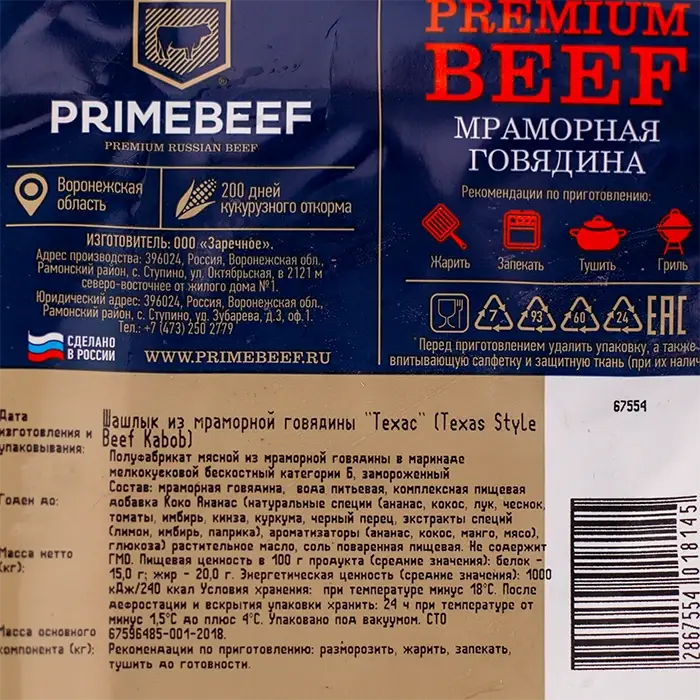 PRIMEBEEF
PREMIUM RUSSIAN BEEF
Воронежская
область
200 дней
кукурузного откорма
ИЗГОТОВИТЕЛЬ: ООО «Заречное».
Адрес производства: 396024, Россия, Воронежская обл.,
Рамонский район, с. Ступино, ул. Октябрьская, в 2121 м
северо-восточнее от жилого дома №1.
Юридический адрес: 396024, Россия, Воронежская обл.,
Рамонский район, с. Ступино, ул. Зубарева, д.3, оф.1.
Тел.: +7 (473) 250 2779
СДЕЛАНО
В РОССИИ
WWW.PRIMEBEEF.RU
PREMIUM
BEEF
МРАМОРНАЯ
ГОВЯДИНА
Рекомендации по приготовлению:
Жарить
Запекать
Тушить
Гриль
7
93
60
24
EAC
Перед приготовлением удалить упаковку, а также
впитывающую салфетку и защитную ткань (при их налич
Дата
изготовления и
упаковывания:
Годен до:
Масса нетто
(кг):
Масса основного
компонента (кг):
Шашлык из мраморной говядины "Техас" (Texas Style
Beef Kabob)
Полуфабрикат мясной из мраморной говядины в маринаде
мелкокусковой бескостный категории Б, замороженный
Состав: мраморная говядина, вода питьевая, комплексная пищевая
добавка Коко Ананас (натуральные специи (ананас, кокос, лук, чеснок,
томаты, имбирь, кинза, куркума, черный перец, экстракты специй
(лимон, имбирь, паприка), ароматизаторы (ананас, кокос, манго, мясо),
глюкоза) растительное масло, соль поваренная пищевая. Не содержит
ГМО. Пищевая ценность в 100 г продукта (средние значения): белок -
15,0 г; жир - 20,0 г. Энергетическая ценность (средние значения): 1000
кДж/240 ккал Условия хранения: при температуре минус 18°С. После
дефростации и вскрытия упаковки хранить: 24 ч при температуре от
минус 1,5°С до плюс 4°С. Упаковано под вакуумом. СТО
67596485-001-2018.
Рекомендации по приготовлению: разморозить, жарить, запекать,
тушить до готовности.
67554
2867554019145